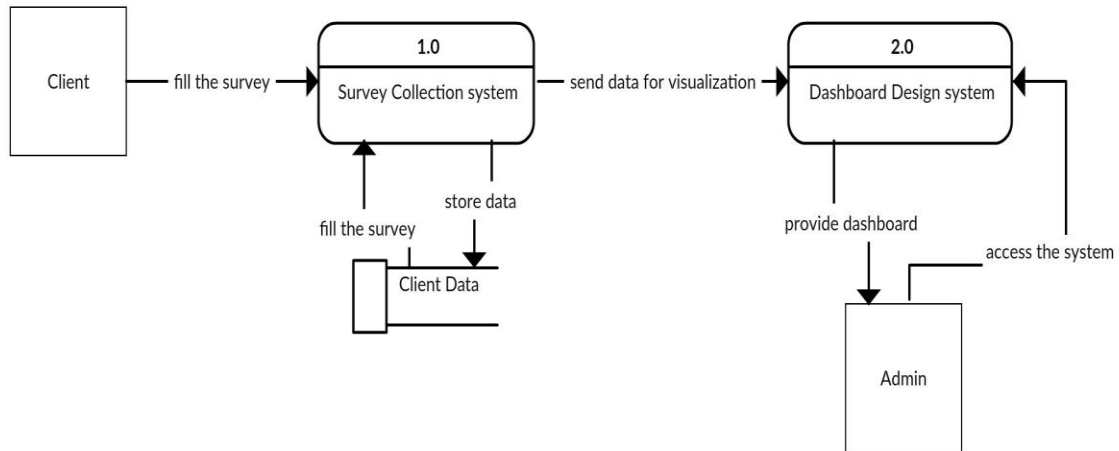 1.0
2.0
Client
fill the survey
Survey Collection system
send data for visualization
Dashboard Design system
store data
fill the survey
provide dashboard
access the system
Client Data
Admin